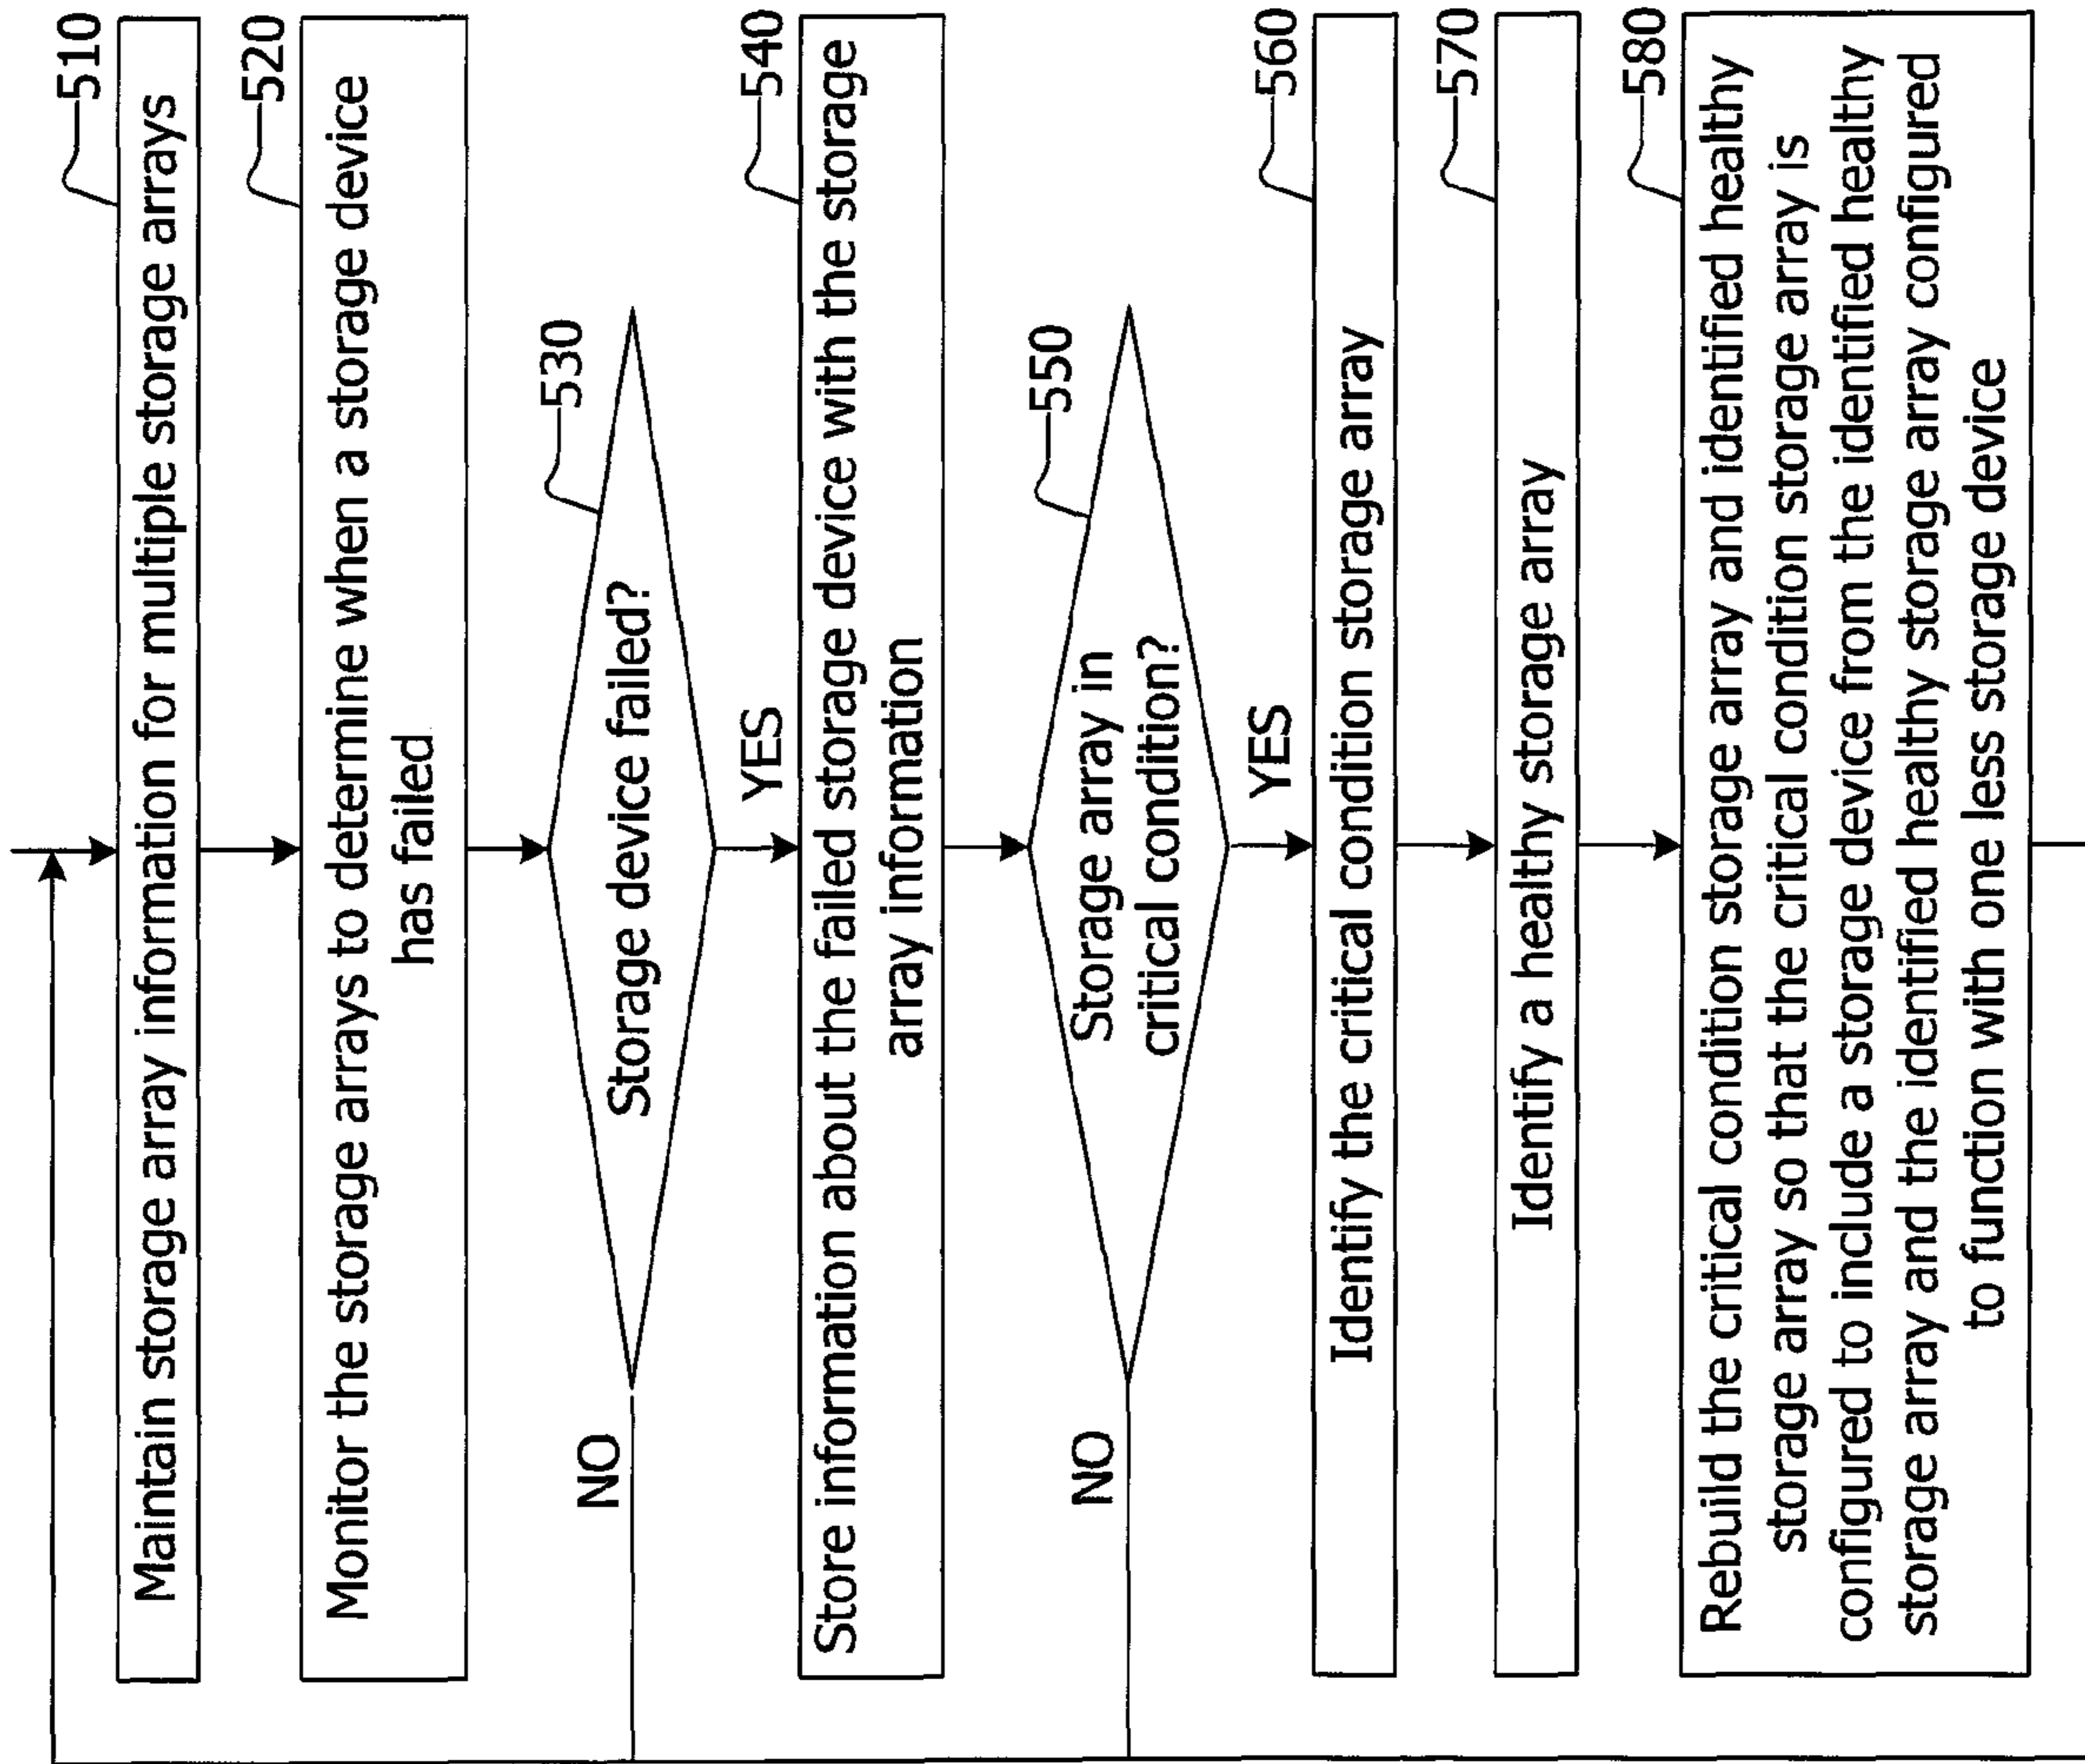 510
Maintain storage array information for multiple storage arrays
520
Monitor the storage arrays to determine when a storage device
has failed
530
Storage device failed?
NO
YES
540
Store information about the failed storage device with the storage
array information
550
Storage array in
critical condition?
NO
YES
560
Identify the critical condition storage array
570
Identify a healthy storage array
580
Rebuild the critical condition storage array and identified healthy
storage array so that the critical condition storage array is
configured to include a storage device from the identified healthy
storage array and the identified healthy storage array configured
to function with one less storage device